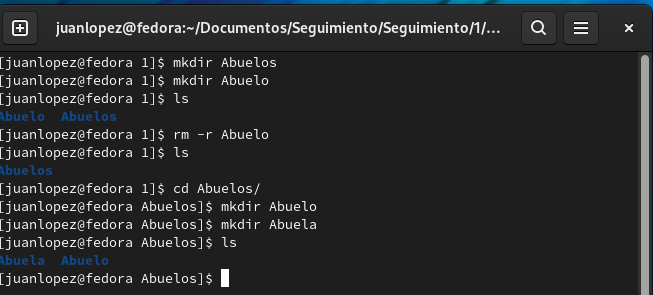 juanlopez@fedora:~/Documentos/Seguimiento/Seguimiento/1/...
[juanlopez@fedora 1]$ mkdir Abuelos
[juanlopez@fedora 1]$ mkdir Abuelo
[juanlopez@fedora 1]$ ls
Abuelo  Abuelos
[juanlopez@fedora 1]$ rm -r Abuelo
[juanlopez@fedora 1]$ ls
Abuelos
[juanlopez@fedora 1]$ cd Abuelos/
[juanlopez@fedora Abuelos]$ mkdir Abuelo
[juanlopez@fedora Abuelos]$ mkdir Abuela
[juanlopez@fedora Abuelos]$ ls
Abuela  Abuelo
[juanlopez@fedora Abuelos]$